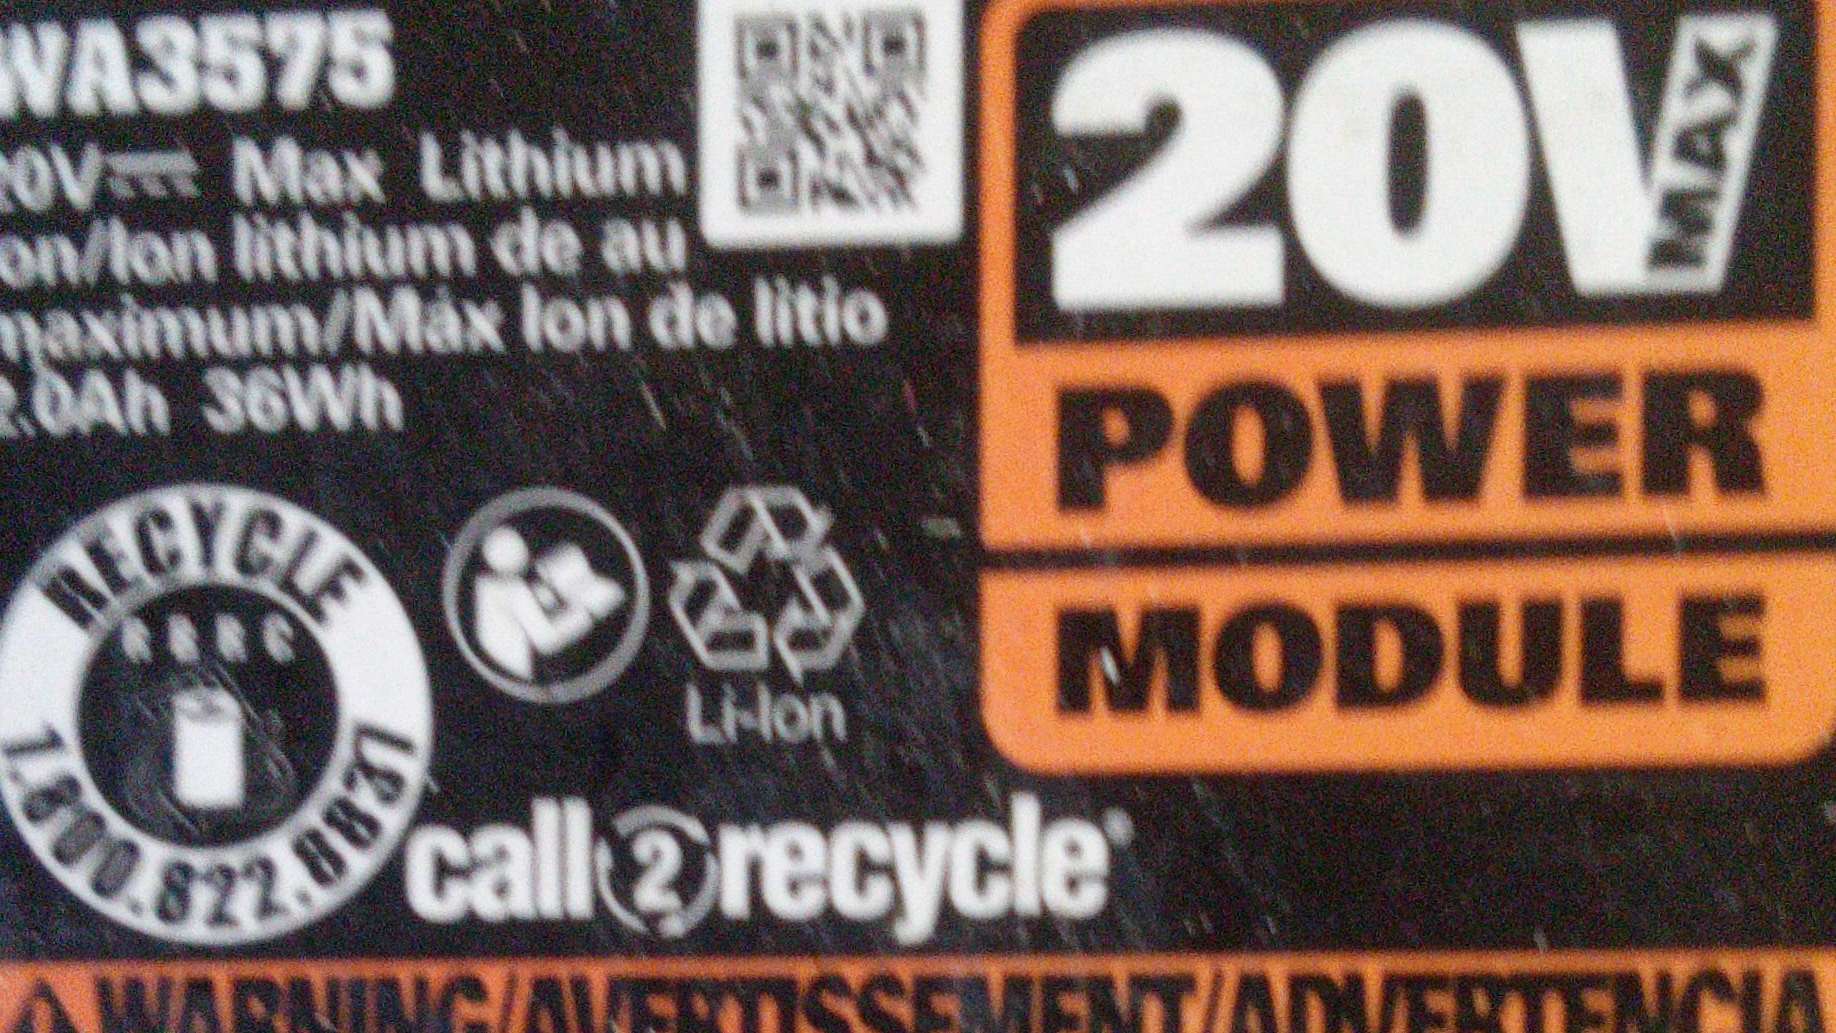 WA3575
20V Max Lithium
Ion/Ion lithium de au
maximum/Máx Ion de litio
2.0Ah 36Wh
20V MAX
POWER
MODULE
RECYCLE
RBRC
1.800.822.8837
Li-Ion
call2recycle®
WARNING/AVERTISSEMENT/ADVERTENCIA